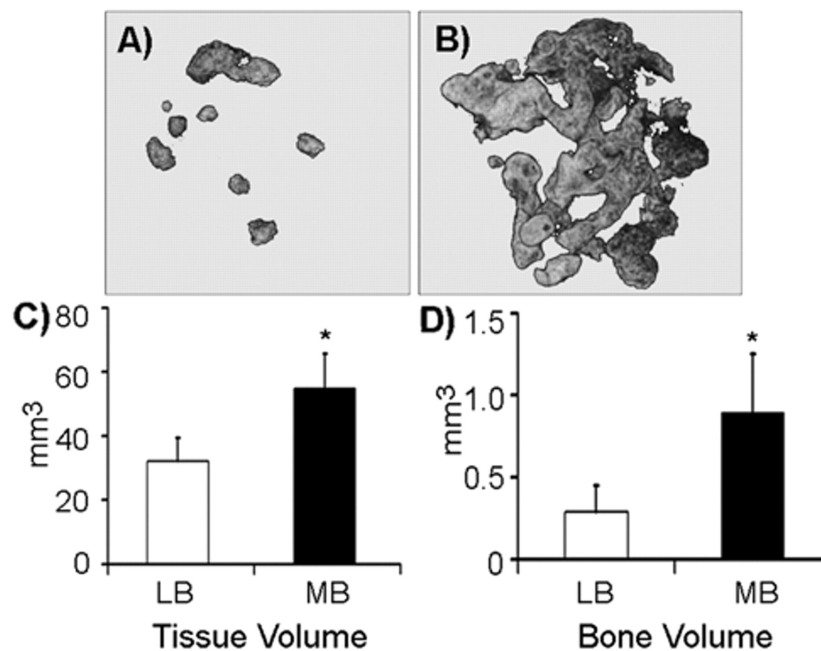 A)
B)
C)
80
60
40
20
0
mm3
*
LB
MB
Tissue Volume
D)
1.5
1.0
0.5
0
mm3
*
LB
MB
Bone Volume